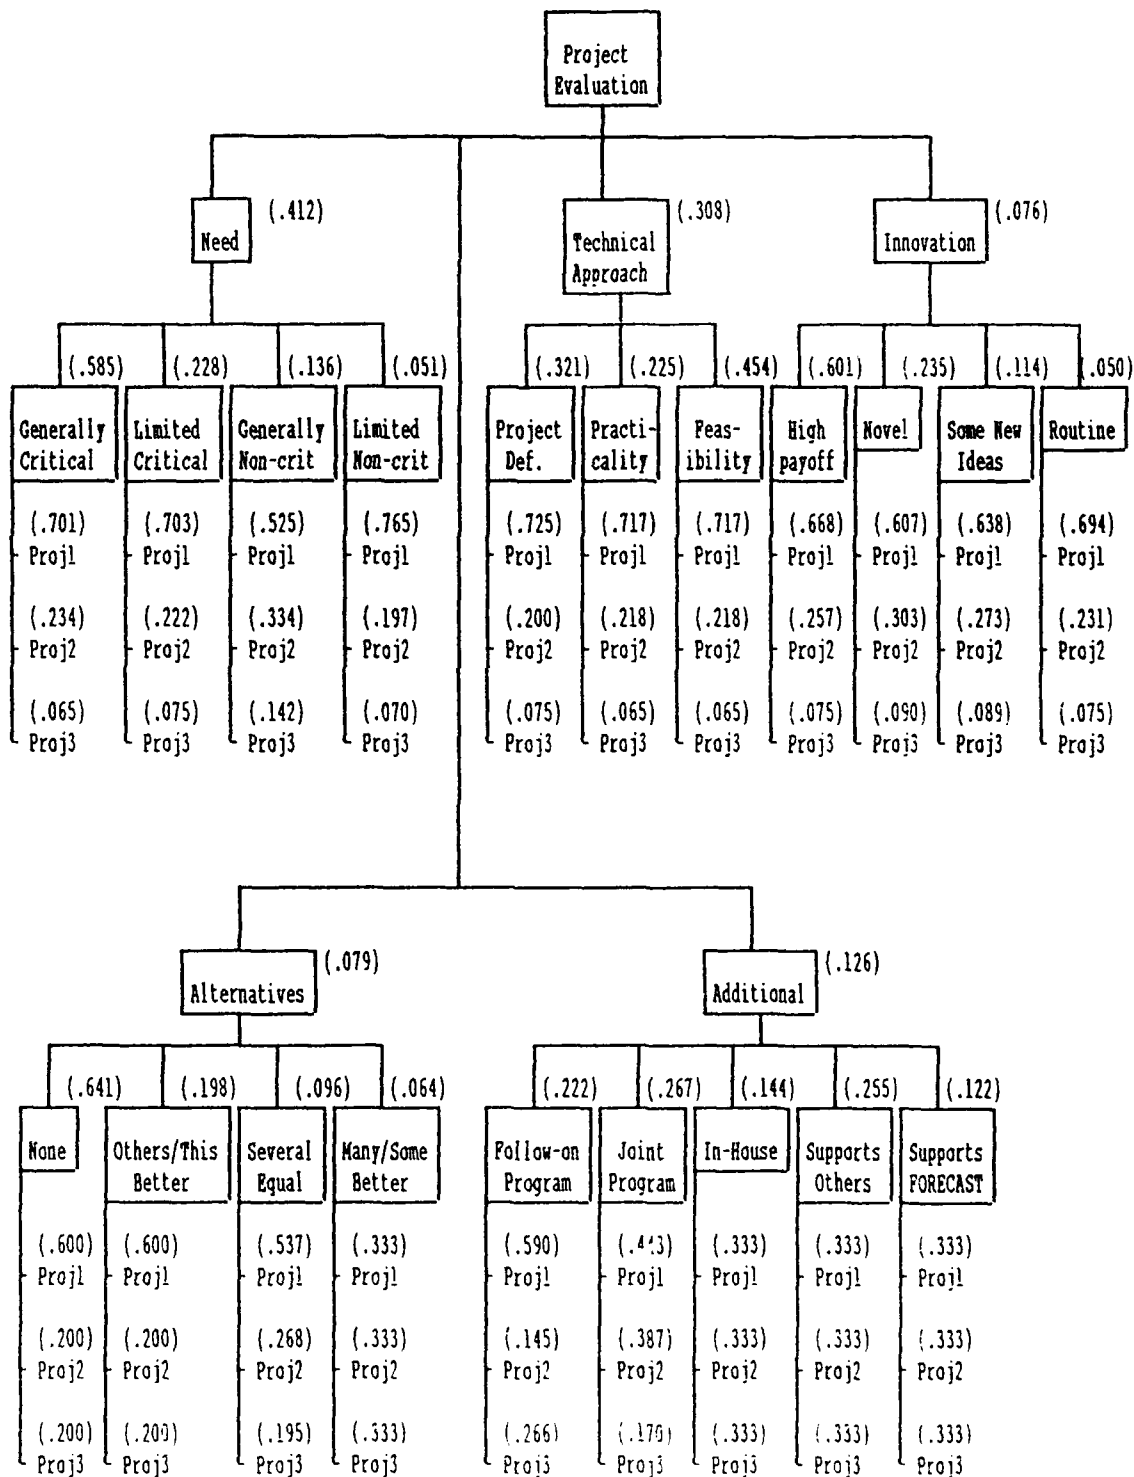 Project
Evaluation
Need
(.412)
Technical
Approach
(.308)
Innovation
(.076)
(.585) (.228) (.136) (.051) (.321) (.225) (.454) (.601) (.235) (.114) (.050)
Generally
Critical
Limited
Critical
Generally
Non-crit
Limited
Non-crit
Project
Def.
Practi-
cality
Feas-
ibility
High
payoff
Novel
Some New
Ideas
Routine
(.701) (.703) (.525) (.765) (.725) (.717) (.717) (.668) (.607) (.638) (.694)
Proj1 Proj1 Proj1 Proj1 Proj1 Proj1 Proj1 Proj1 Proj1 Proj1 Proj1
(.234) (.222) (.334) (.197) (.200) (.218) (.218) (.257) (.303) (.273) (.231)
Proj2 Proj2 Proj2 Proj2 Proj2 Proj2 Proj2 Proj2 Proj2 Proj2 Proj2
(.065) (.075) (.142) (.070) (.075) (.065) (.065) (.075) (.090) (.089) (.075)
Proj3 Proj3 Proj3 Proj3 Proj3 Proj3 Proj3 Proj3 Proj3 Proj3 Proj3
Alternatives
(.079)
Additional
(.126)
(.641) (.198) (.096) (.064) (.222) (.267) (.144) (.255) (.122)
None
Others/This
Better
Several
Equal
Many/Some
Better
Follow-on
Program
Joint
Program
In-House
Supports
Others
Supports
FORECAST
(.600) (.600) (.537) (.333) (.590) (.333) (.333) (.333)
Proj1 Proj1 Proj1 Proj1 Proj1 Proj1 Proj1 Proj1 Proj1
(.200) (.200) (.268) (.333) (.145) (.387) (.333) (.333) (.333)
Proj2 Proj2 Proj2 Proj2 Proj2 Proj2 Proj2 Proj2 Proj2
(.200) (.200) (.195) (.266) (.333) (.333) (.333)
Proj3 Proj3 Proj3 Proj3 Proj3 Proj3 Proj3 Proj3 Proj3